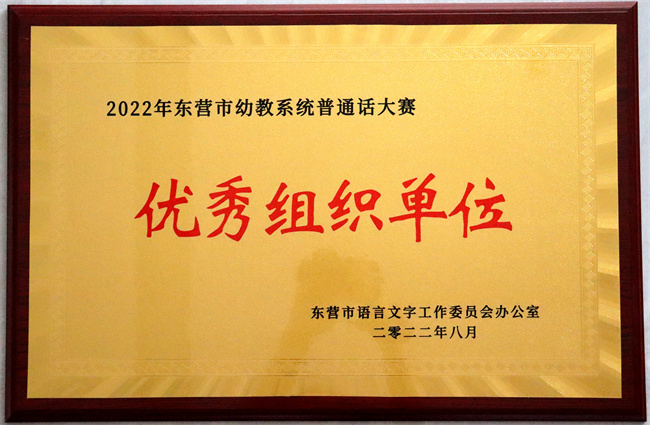 2022年东营市幼教系统普通话大赛
优秀组织单位
东营市语言文字工作委员会办公室
二零二二年八月